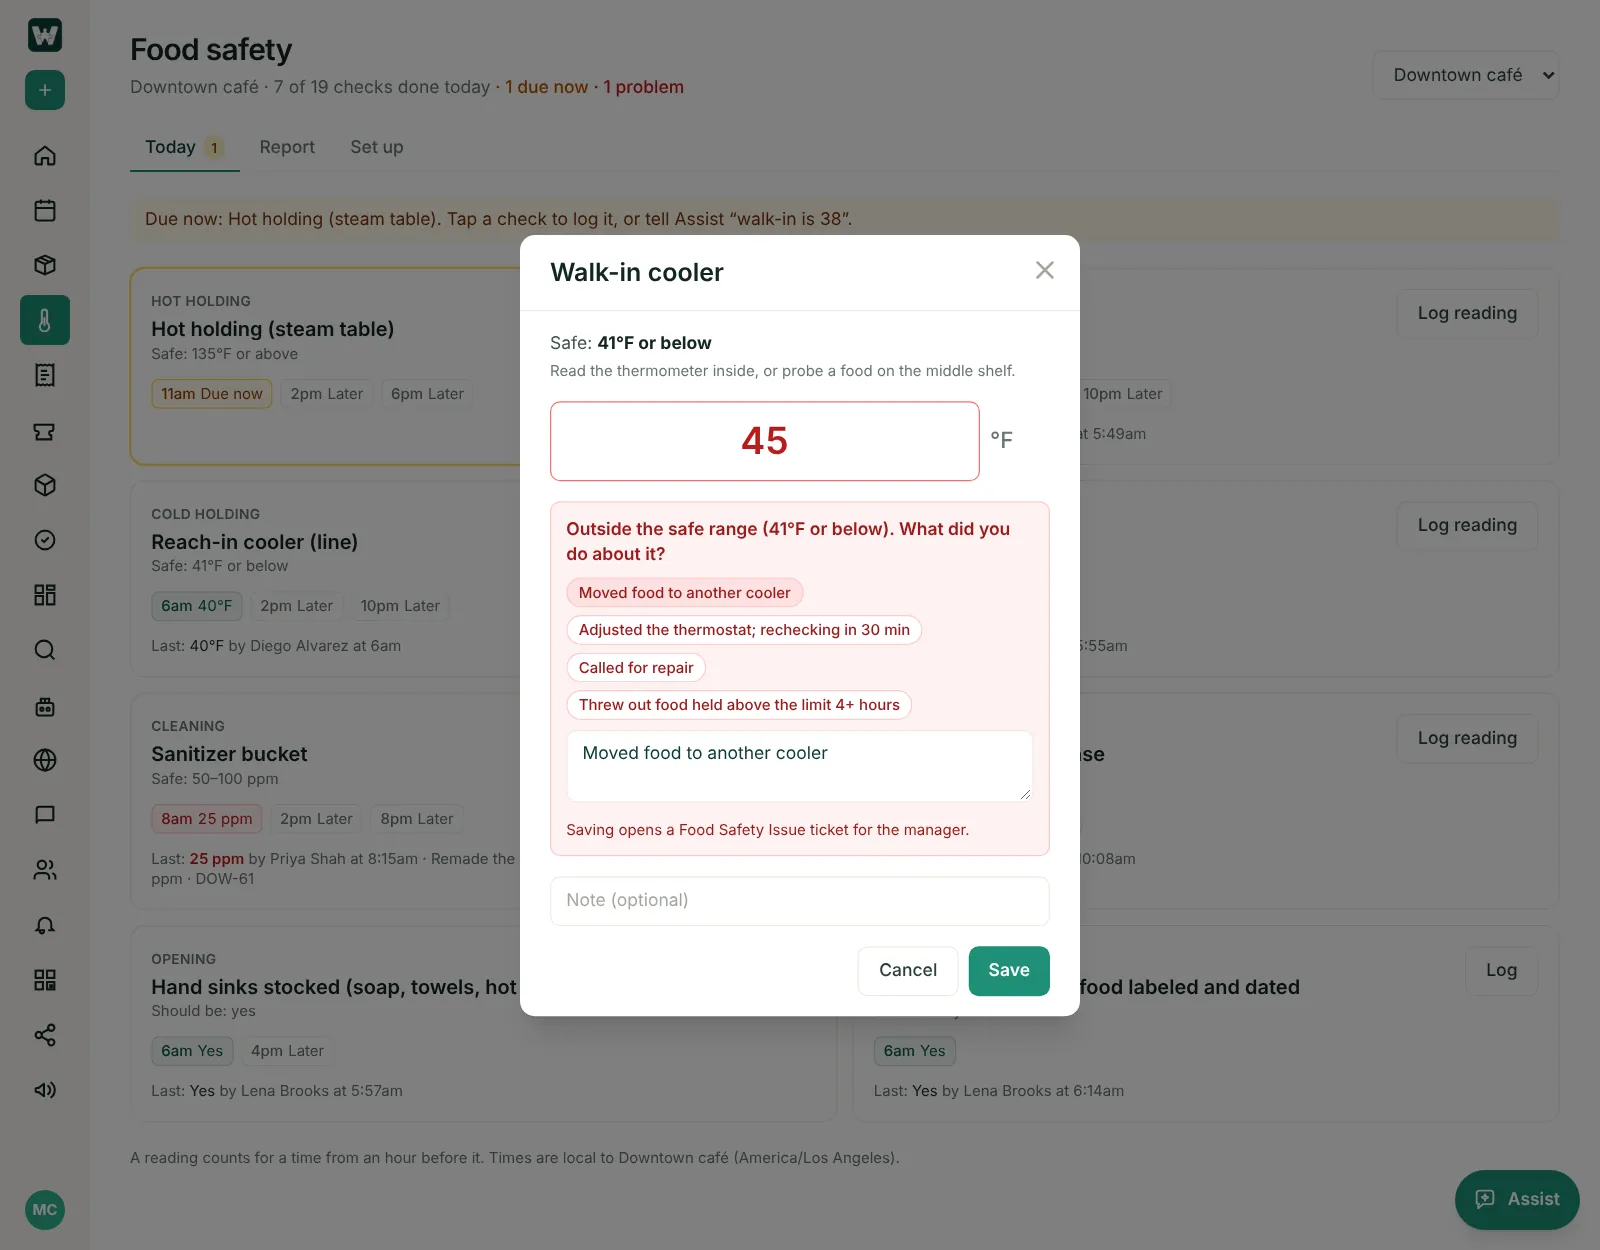 W
Food safety
Downtown café · 7 of 19 checks done today · 1 due now · 1 problem
Downtown café
Today 1
Report
Set up
Due now: Hot holding (steam table). Tap a check to log it, or tell Assist “walk-in is 38”.
HOT HOLDING
Hot holding (steam table)
Safe: 135°F or above
11am Due now
2pm Later
6pm Later
Log reading
10pm Later
at 5:49am
COLD HOLDING
Reach-in cooler (line)
Safe: 41°F or below
6am 40°F
2pm Later
10pm Later
Last: 40°F by Diego Alvarez at 6am
Log reading
5:55am
CLEANING
Sanitizer bucket
Safe: 50–100 ppm
8am 25 ppm
2pm Later
8pm Later
Last: 25 ppm by Priya Shah at 8:15am · Remade the
ppm · DOW-61
Log reading
10:08am
OPENING
Hand sinks stocked (soap, towels, hot
Should be: yes
6am Yes
4pm Later
Last: Yes by Lena Brooks at 5:57am
food labeled and dated
Log
6am Yes
Last: Yes by Lena Brooks at 6:14am
A reading counts for a time from an hour before it. Times are local to Downtown café (America/Los Angeles).
MC
Assist
Walk-in cooler
Safe: 41°F or below
Read the thermometer inside, or probe a food on the middle shelf.
45
°F
Outside the safe range (41°F or below). What did you
do about it?
Moved food to another cooler
Adjusted the thermostat; rechecking in 30 min
Called for repair
Threw out food held above the limit 4+ hours
Moved food to another cooler
Saving opens a Food Safety Issue ticket for the manager.
Note (optional)
Cancel
Save